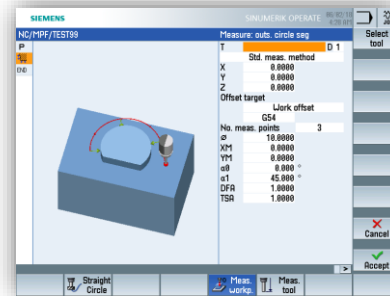 SIEMENS
SINUMERIK OPERATE
NC/MPF/TEST99
Measure: outs. circle seg
Select tool
P
T D 1
END
Std. meas. method
X 0.0000
Y 0.0000
Z 0.0000
Offset target
Work offset
G54
No. meas. points 3
ø 10.0000
XM 0.0000
YM 0.0000
α0 0.000 °
α1 45.000 °
DFA 1.0000
TSA 1.0000
Cancel
Accept
>
Straight Circle
Meas. workp.
Meas. tool